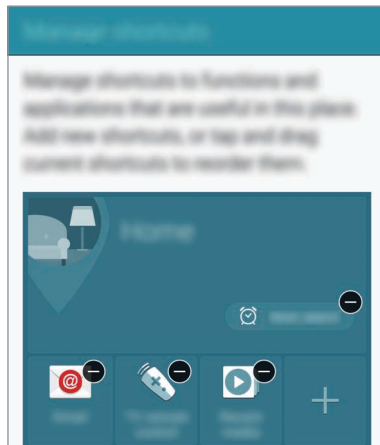 Manage shortcuts
Manage shortcuts to functions and
applications that are useful in this place.
Add new shortcuts, or tap and drag
current shortcuts to reorder them.
Home
@
Email